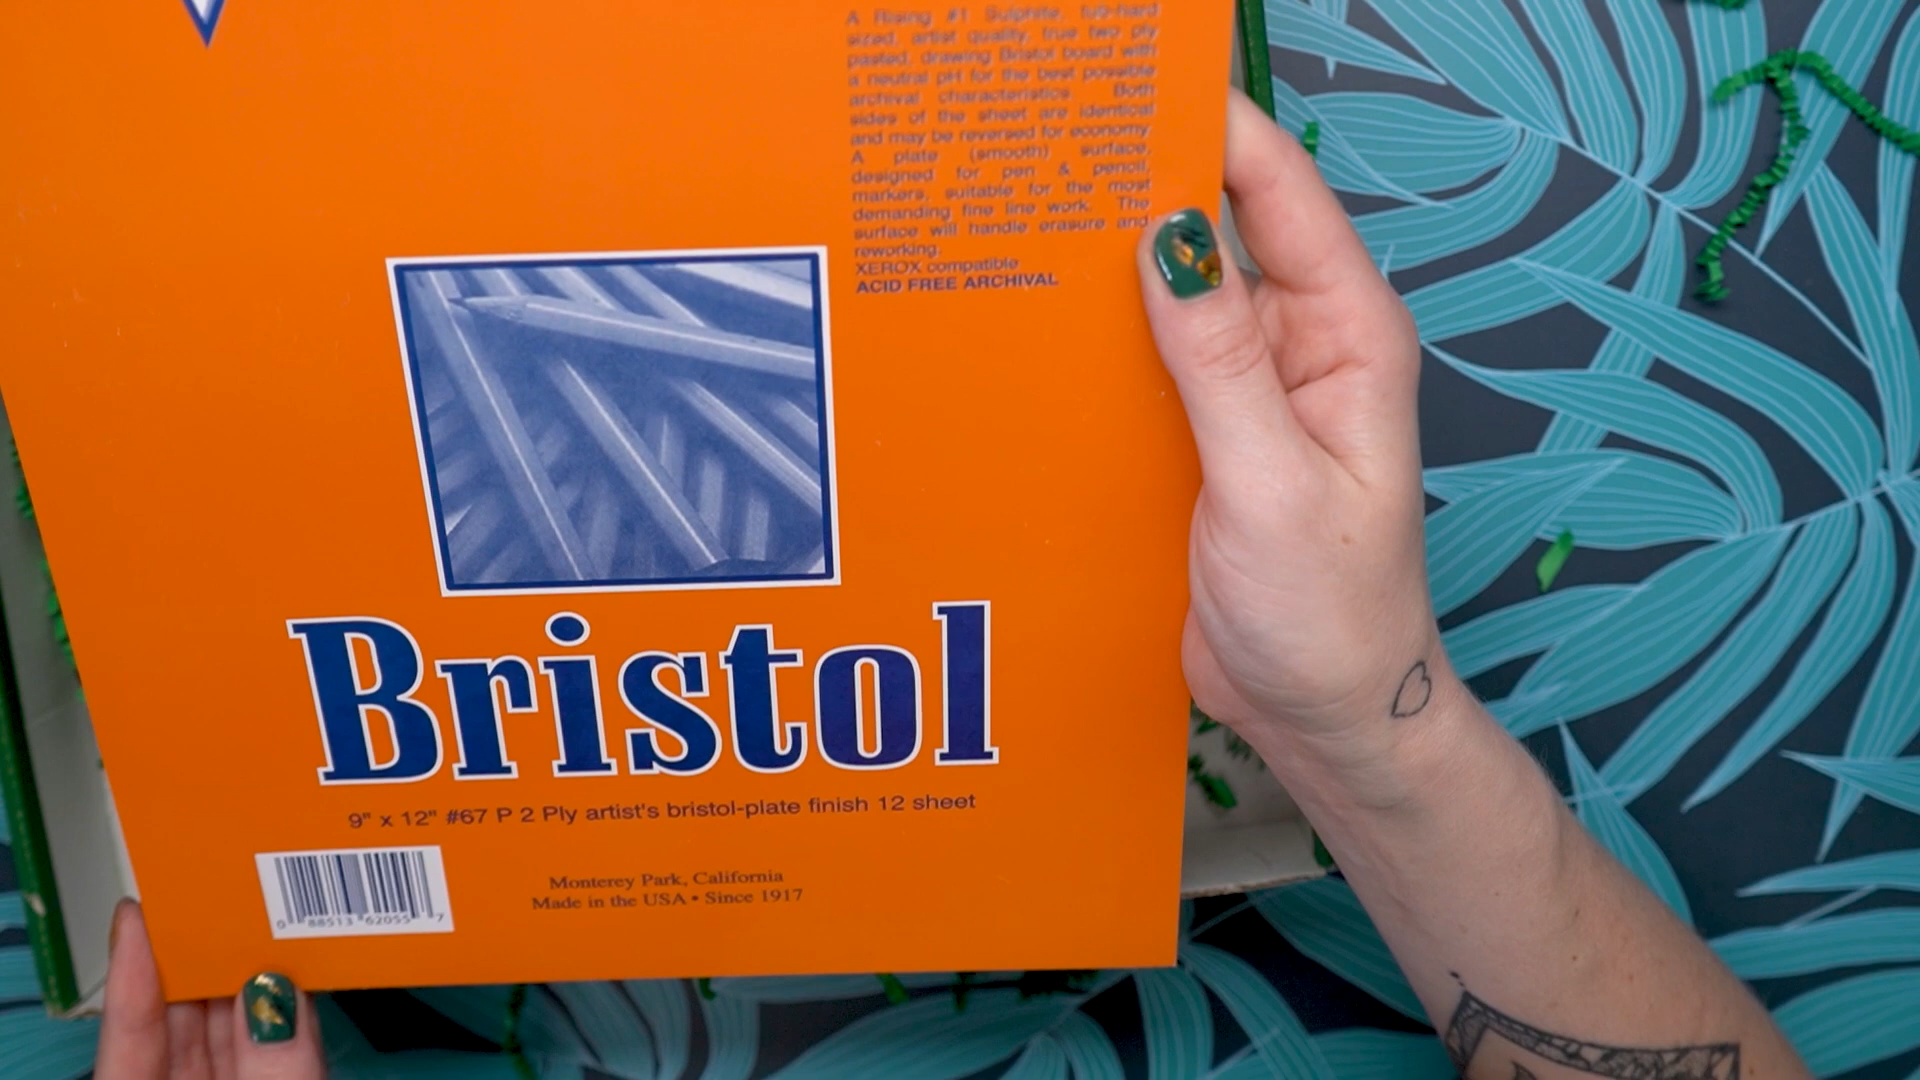 A Rising #1 Sulphite, tub-hard
sized, artist quality, true two ply
pasted, drawing Bristol board with
a neutral pH for the best possible
archival characteristics. Both
sides of the sheet are identical
and may be reversed for economy.
A plate (smooth) surface,
designed for pen & pencil,
markers, suitable for the most
demanding fine line work. The
surface will handle erasure and
reworking.
XEROX compatible
ACID FREE ARCHIVAL
Bristol
9" x 12" #67 P 2 Ply artist's bristol-plate finish 12 sheet
Monterey Park, California
Made in the USA • Since 1917
0 88513 62055 7